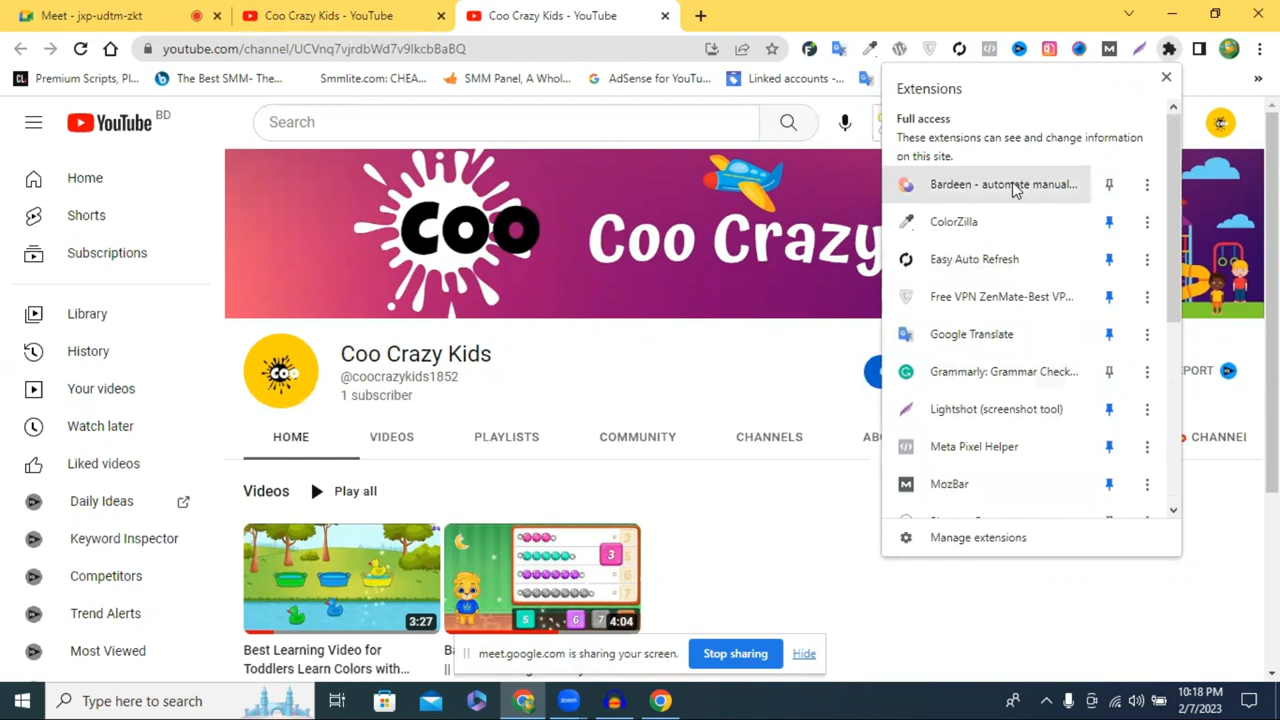 Meet - jxp-udtm-zkt
Coo Crazy Kids - YouTube
Coo Crazy Kids - YouTube
youtube.com/channel/UCVnq7vjrdbWd7v9lkcbBaBQ
Premium Scripts, Pl...
The Best SMM- The...
Smmlite.com: CHEA...
SMM Panel, A Whol...
AdSense for YouTu...
Linked accounts -...
YouTube BD
Search
Home
Shorts
Subscriptions
Library
History
Your videos
Watch later
Liked videos
Daily Ideas
Keyword Inspector
Competitors
Trend Alerts
Most Viewed
Coo
Coo Crazy
Coo Crazy Kids
@coocrazykids1852
1 subscriber
HOME
VIDEOS
PLAYLISTS
COMMUNITY
CHANNELS
Videos
Play all
3:27
4:04
Best Learning Video for
Toddlers Learn Colors with...
Extensions
Full access
These extensions can see and change information
on this site.
Bardeen - automate manual...
ColorZilla
Easy Auto Refresh
Free VPN ZenMate-Best VP...
Google Translate
Grammarly: Grammar Check...
Lightshot (screenshot tool)
Meta Pixel Helper
MozBar
Manage extensions
CHANNEL
meet.google.com is sharing your screen.
Stop sharing
Hide
Type here to search
10:18 PM
2/7/2023